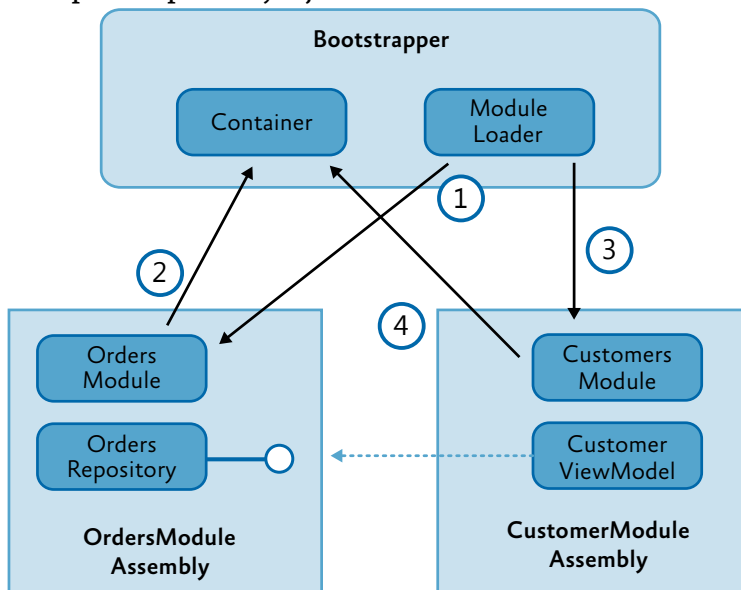 Bootstrapper
Container
Module
Loader
1
2
3
4
Orders
Module
Customers
Module
Orders
Repository
Customer
ViewModel
OrdersModule
Assembly
CustomerModule
Assembly